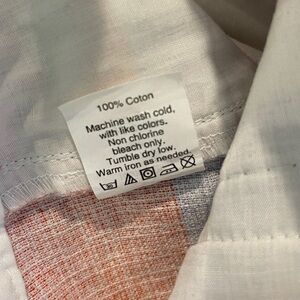 100% Coton
Machine wash cold,
with like colors.
Non chlorine
bleach only.
Tumble dry low.
Warm iron as needed.